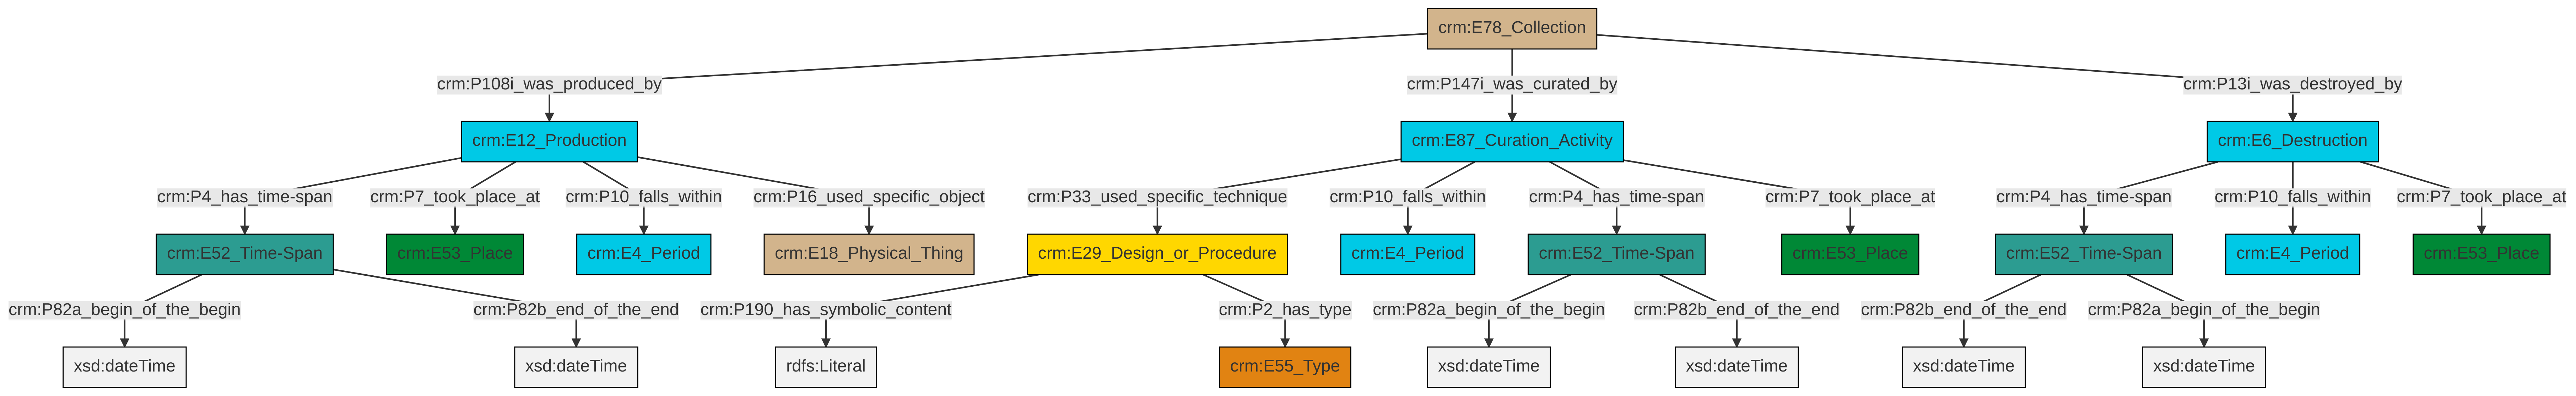 crm:E78_Collection
crm:P108i_was_produced_by
crm:P147i_was_curated_by
crm:P13i_was_destroyed_by
crm:E12_Production
crm:E87_Curation_Activity
crm:E6_Destruction
crm:P4_has_time-span
crm:P7_took_place_at
crm:P10_falls_within
crm:P16_used_specific_object
crm:P33_used_specific_technique
crm:P10_falls_within
crm:P4_has_time-span
crm:P7_took_place_at
crm:P4_has_time-span
crm:P10_falls_within
crm:P7_took_place_at
crm:E52_Time-Span
crm:E53_Place
crm:E4_Period
crm:E18_Physical_Thing
crm:E29_Design_or_Procedure
crm:E4_Period
crm:E52_Time-Span
crm:E53_Place
crm:E52_Time-Span
crm:E4_Period
crm:E53_Place
crm:P82a_begin_of_the_begin
crm:P82b_end_of_the_end
crm:P190_has_symbolic_content
crm:P2_has_type
crm:P82a_begin_of_the_begin
crm:P82b_end_of_the_end
crm:P82b_end_of_the_end
crm:P82a_begin_of_the_begin
xsd:dateTime
xsd:dateTime
rdfs:Literal
crm:E55_Type
xsd:dateTime
xsd:dateTime
xsd:dateTime
xsd:dateTime